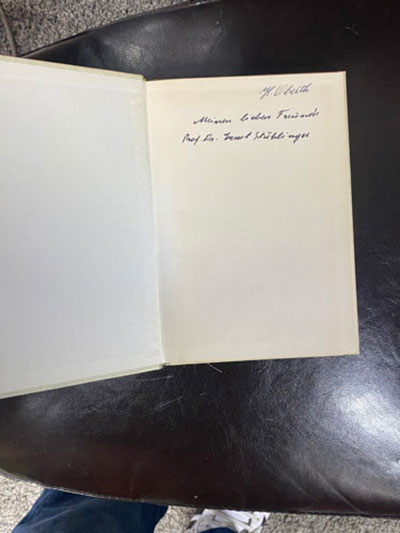 H. Oberth
Meinem lieben Freunde
Prof. Dr. Ernst Stuhlinger